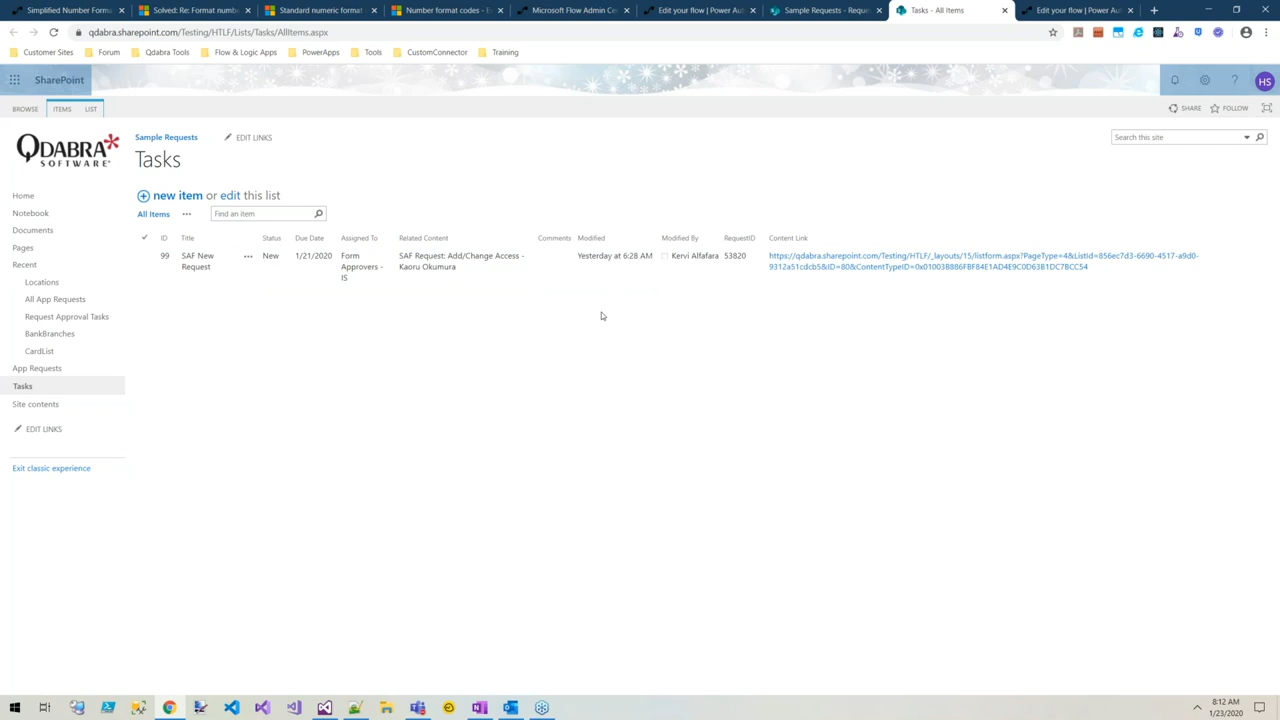 Simplified Number Forma
Solved: Re: Format numb
Standard numeric format
Number format codes - E
Microsoft Flow Admin Ce
Edit your flow | Power Au
Sample Requests - Reque
Tasks - All Items
Edit your flow | Power Au
qdabra.sharepoint.com/Testing/HTLF/Lists/Tasks/AllItems.aspx
Customer Sites
Forum
Qdabra Tools
Flow & Logic Apps
PowerApps
Tools
CustomConnector
Training
SharePoint
HS
BROWSE
ITEMS
LIST
SHARE
FOLLOW
QDABRA
SOFTWARE
Sample Requests
EDIT LINKS
Search this site
Tasks
Home
Notebook
Documents
Pages
Recent
Locations
All App Requests
Request Approval Tasks
BankBranches
CardList
App Requests
Tasks
Site contents
EDIT LINKS
Exit classic experience
new item or edit this list
All Items
Find an item
ID Title Status Due Date Assigned To Related Content Comments Modified Modified By RequestID Content Link
99 SAF New New 1/21/2020 Form SAF Request: Add/Change Access - Yesterday at 6:28 AM Kervi Alfafara 53820 https://qdabra.sharepoint.com/Testing/HTLF/_layouts/15/listform.aspx?PageType=4&ListId=856ec7d3-6690-4517-a9d0-
Request Approvers - Kaoru Okumura 9312a51cdcb5&ID=80&ContentTypeID=0x01003B886FBF84E1AD4E9C0D63B1DC7BCC54
IS
8:12 AM
1/23/2020